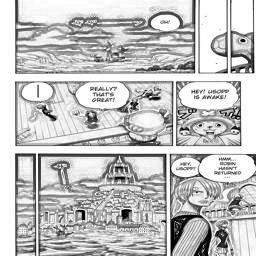 OH!
HEY! USOPP
IS AWAKE!
REALLY?
THAT'S
GREAT!
HMM...
ROBIN
HASN'T
RETURNED
...
HEY,
USOPP!